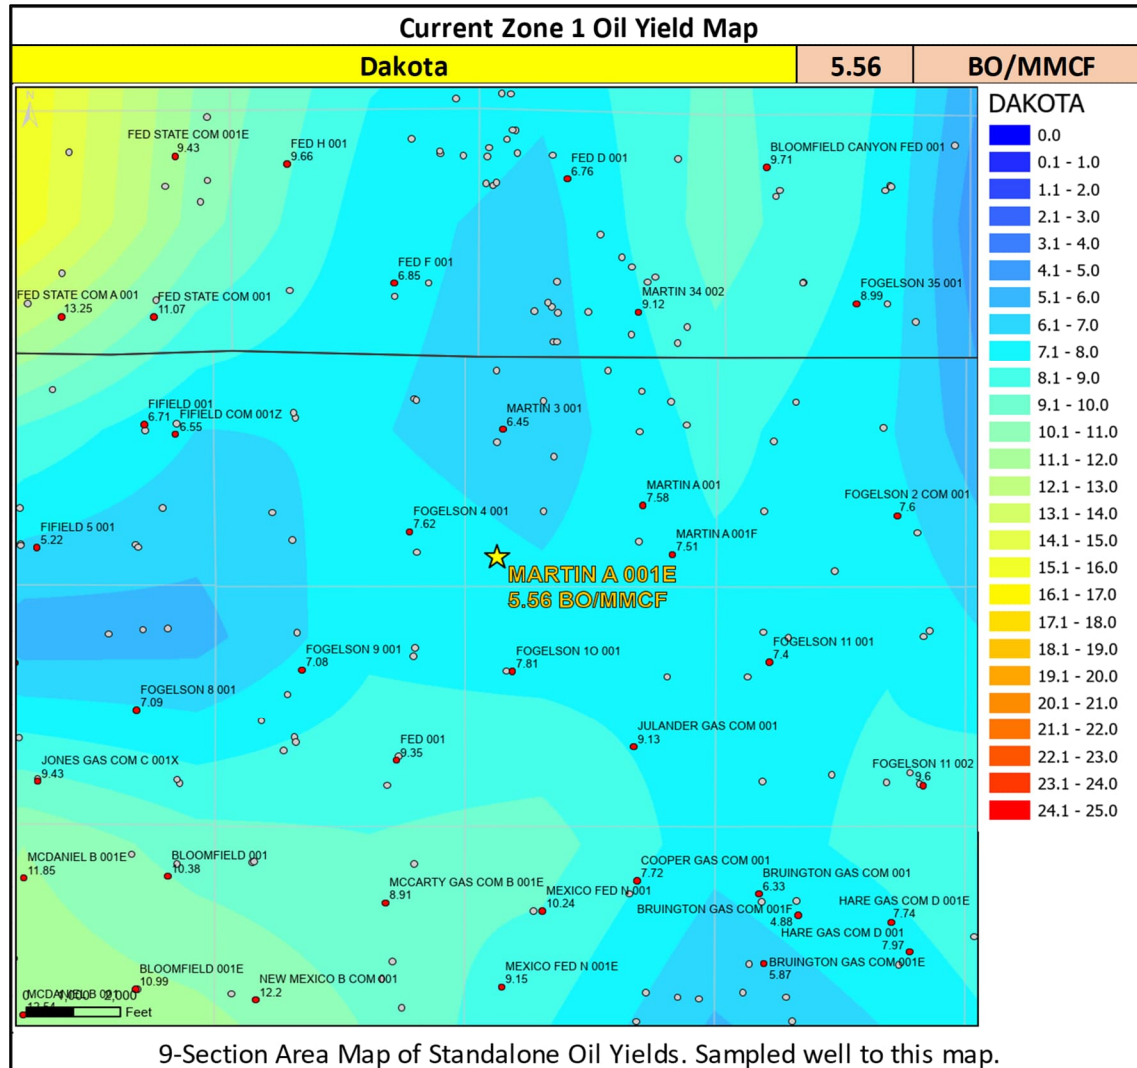 Current Zone 1 Oil Yield Map
Dakota 5.56 BO/MMCF
N
DAKOTA
0.0
0.1 - 1.0
1.1 - 2.0
2.1 - 3.0
3.1 - 4.0
4.1 - 5.0
5.1 - 6.0
6.1 - 7.0
7.1 - 8.0
8.1 - 9.0
9.1 - 10.0
10.1 - 11.0
11.1 - 12.0
12.1 - 13.0
13.1 - 14.0
14.1 - 15.0
15.1 - 16.0
16.1 - 17.0
17.1 - 18.0
18.1 - 19.0
19.1 - 20.0
20.1 - 21.0
21.1 - 22.0
22.1 - 23.0
23.1 - 24.0
24.1 - 25.0
FED STATE COM 001E
9.43
FED H 001
9.66
FED D 001
6.76
BLOOMFIELD CANYON FED 001
9.71
FED F 001
6.85
FED STATE COM A 001
13.25
FED STATE COM 001
11.07
MARTIN 34 002
9.12
FOGELSON 35 001
8.99
FIFIELD 001
6.71
FIFIELD COM 001Z
6.55
MARTIN 3 001
6.45
MARTIN A 001
7.58
FOGELSON 2 COM 001
7.6
FOGELSON 4 001
7.62
FIFIELD 5 001
5.22
MARTIN A 001F
7.51
MARTIN A 001E
5.56 BO/MMCF
FOGELSON 9 001
7.08
FOGELSON 1O 001
7.81
FOGELSON 11 001
7.4
FOGELSON 8 001
7.09
JULANDER GAS COM 001
9.13
FED 001
9.35
JONES GAS COM C 001X
9.43
FOGELSON 11 002
9.6
MCDANIEL B 001E
11.85
BLOOMFIELD 001
10.38
COOPER GAS COM 001
7.72
BRUINGTON GAS COM 001
6.33
MCCARTY GAS COM B 001E
8.91
MEXICO FED N 001
10.24
BRUINGTON GAS COM 001F
4.88
HARE GAS COM D 001E
7.74
HARE GAS COM D 001
7.97
BRUINGTON GAS COM 001E
5.87
BLOOMFIELD 001E
10.99
NEW MEXICO B COM 001
12.2
MEXICO FED N 001E
9.15
MCDANIEL B 001
12.54
0 1,000 2,000
Feet
9-Section Area Map of Standalone Oil Yields. Sampled well to this map.